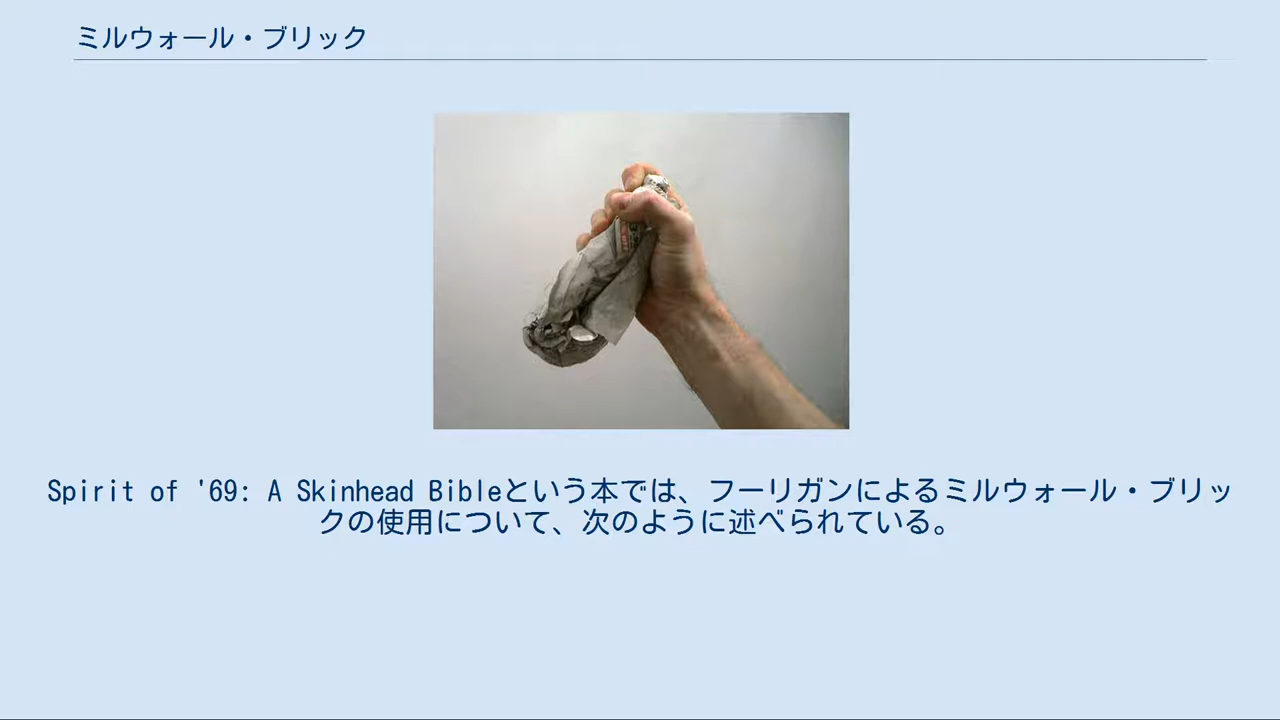 ミルウォール・ブリック
Spirit of '69: A Skinhead Bibleという本では、フーリガンによるミルウォール・ブリッ
クの使用について、次のように述べられている。